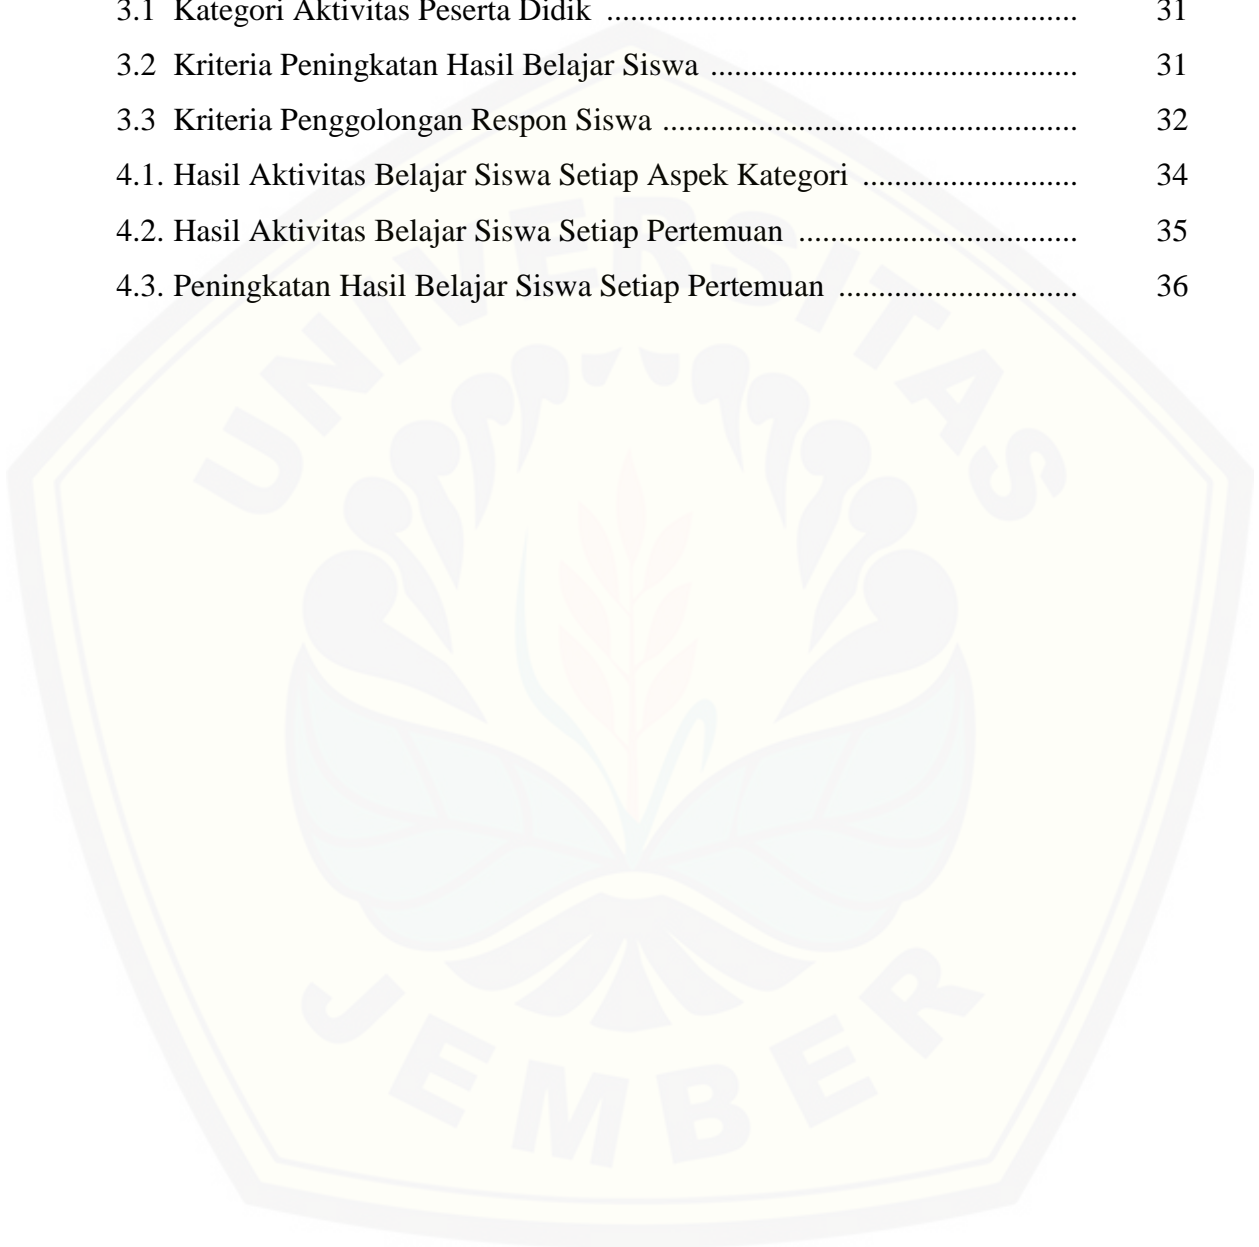 3.1 Kategori Aktivitas Peserta Didik ............................................................ 31
3.2 Kriteria Peningkatan Hasil Belajar Siswa ............................................... 31
3.3 Kriteria Penggolongan Respon Siswa ..................................................... 32
4.1. Hasil Aktivitas Belajar Siswa Setiap Aspek Kategori ........................... 34
4.2. Hasil Aktivitas Belajar Siswa Setiap Pertemuan ................................... 35
4.3. Peningkatan Hasil Belajar Siswa Setiap Pertemuan .............................. 36
UNIVERSITAS
JEMBER